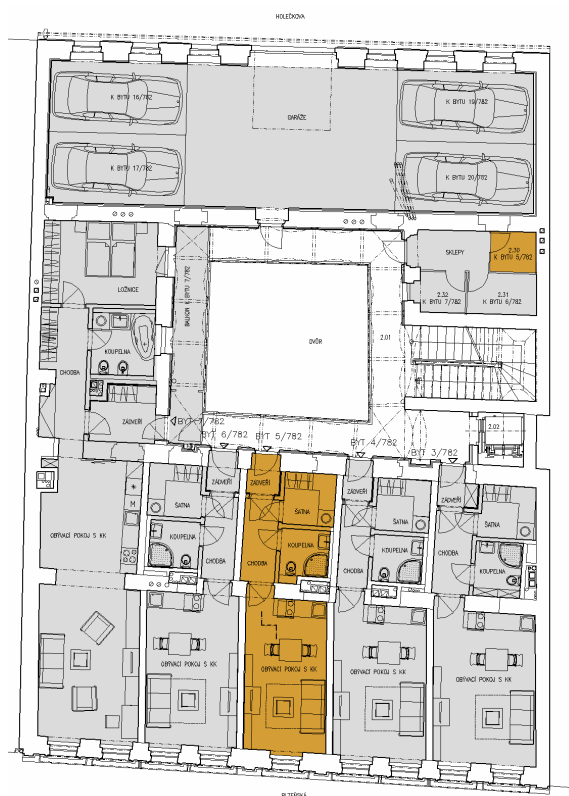 HOLEČKOVA
K BYTU 16/782
K BYTU 19/782
GARÁŽE
K BYTU 17/782
K BYTU 20/782
SKLEPY
2.30
K BYTU 5/782
LOŽNICE
BALKON K BYTU 7/782
2.32
K BYTU 7/782
2.31
K BYTU 6/782
DVŮR
2.01
KOUPELNA
CHODBA
ZÁDVEŘÍ
2.02
BYT 7/782
BYT 6/782
BYT 5/782
BYT 4/782
BYT 3/782
ZÁDVEŘÍ
ZÁDVEŘÍ
ZÁDVEŘÍ
ZÁDVEŘÍ
M
ŠATNA
ŠATNA
ŠATNA
ŠATNA
OBÝVACÍ POKOJ S KK
KOUPELNA
KOUPELNA
KOUPELNA
KOUPELNA
CHODBA
CHODBA
CHODBA
CHODBA
OBÝVACÍ POKOJ S KK
OBÝVACÍ POKOJ S KK
OBÝVACÍ POKOJ S KK
OBÝVACÍ POKOJ S KK
PLZEŇSKÁ